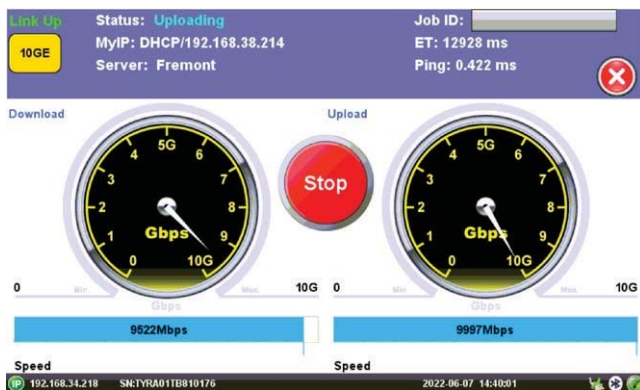 Link Up
10GE
Status: Uploading
MyIP: DHCP/192.168.38.214
Server: Fremont
Job ID:
ET: 12928 ms
Ping: 0.422 ms
Download
0
1
2
3
4
5G
6
7
8
9
10G
Gbps
0
Min.
Max.
10G
Gbps
9522Mbps
Speed
Stop
Upload
0
1
2
3
4
5G
6
7
8
9
10G
Gbps
0
Min.
Max.
10G
Gbps
9997Mbps
Speed
IP 192.168.34.218 SN:TYRA01TB810176 2022-06-07 14:40:01